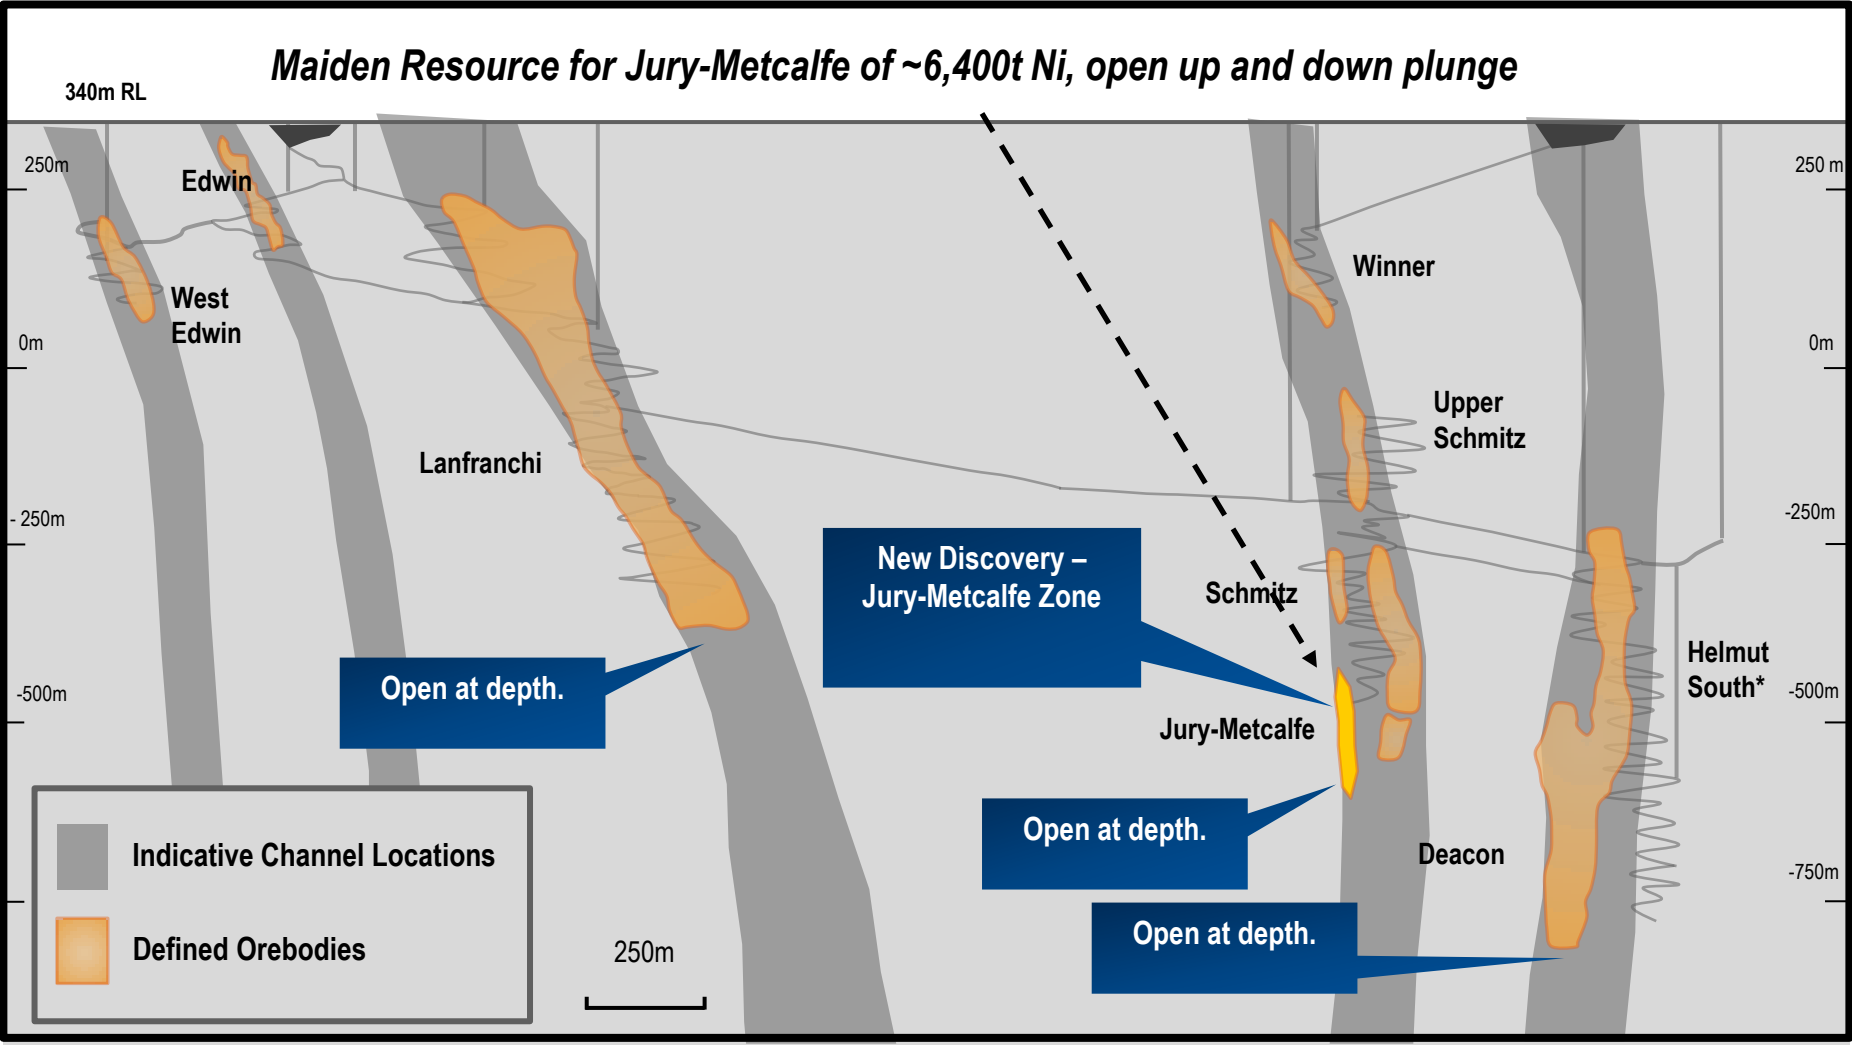 Maiden Resource for Jury-Metcalfe of ~6,400t Ni, open up and down plunge
340m RL
250m
250 m
Edwin
West
Edwin
Winner
0m
0m
Upper
Schmitz
Lanfranchi
- 250m
-250m
New Discovery –
Jury-Metcalfe Zone
Schmitz
Helmut
South*
Open at depth.
-500m
-500m
Jury-Metcalfe
Open at depth.
Deacon
-750m
Indicative Channel Locations
Open at depth.
Defined Orebodies
250m